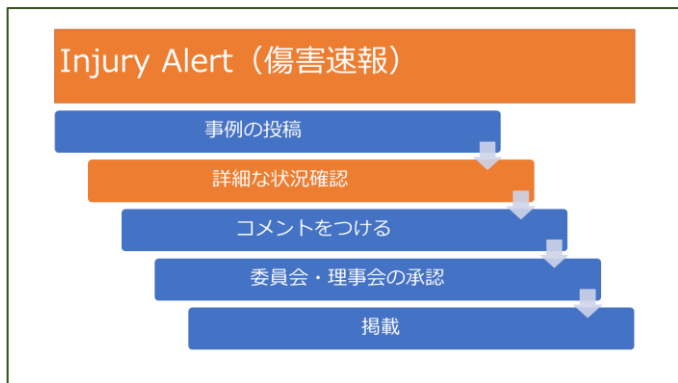 Injury Alert（傷害速報）
事例の投稿
詳細な状況確認
コメントをつける
委員会・理事会の承認
掲載